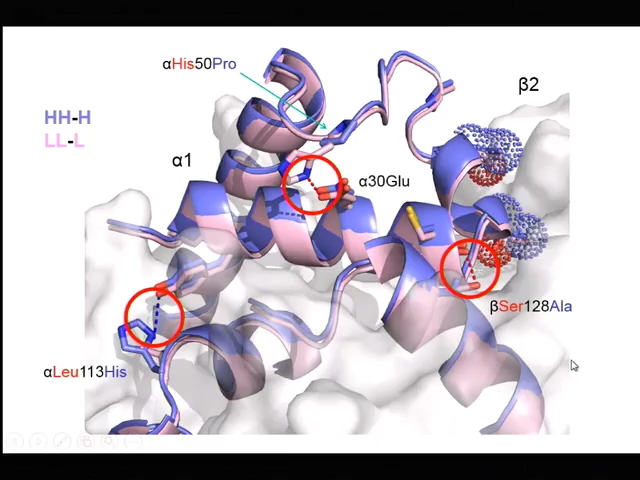 αHis50Pro
β2
HH-H
LL-L
α1
α30Glu
βSer128Ala
αLeu113His